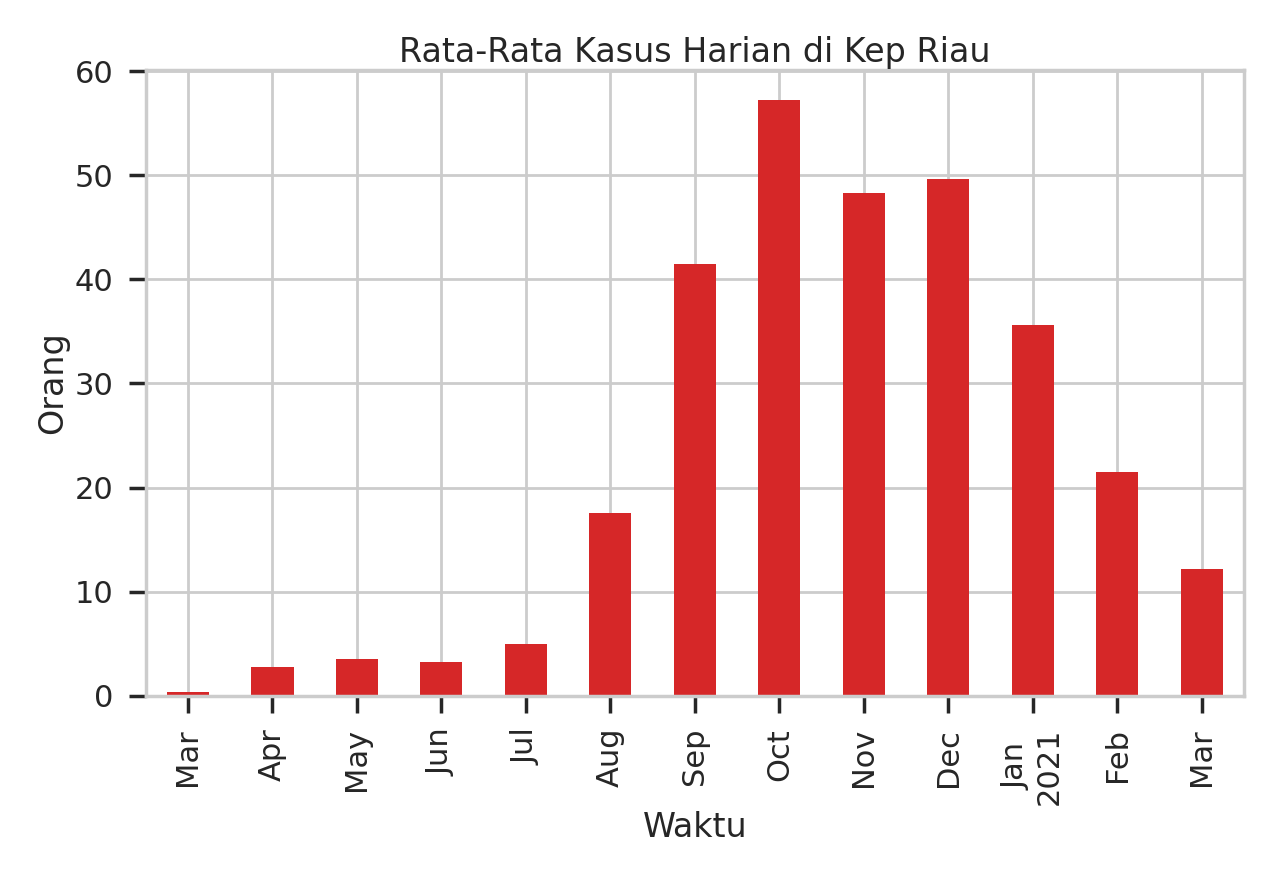 Rata-Rata Kasus Harian di Kep Riau
60
50
40
30
20
10
0
Orang
Mar
Apr
May
Jun
Jul
Aug
Sep
Oct
Nov
Dec
Jan
2021
Feb
Mar
Waktu